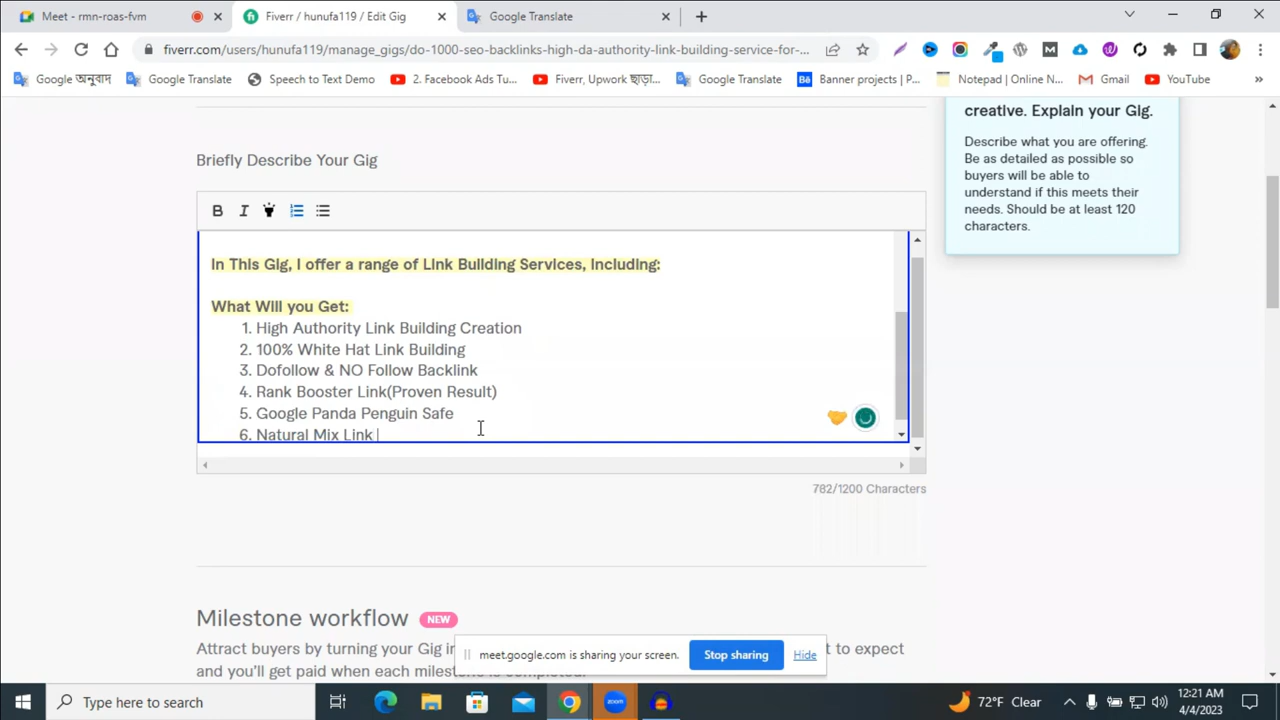 Meet - rmn-roas-fvm
Fiverr / hunufa119 / Edit Gig
Google Translate
fiverr.com/users/hunufa119/manage_gigs/do-1000-seo-backlinks-high-da-authority-link-building-service-for-...
Google অনুবাদ
Google Translate
Speech to Text Demo
2. Facebook Ads Tu...
Fiverr, Upwork ছাড়া...
Google Translate
Banner projects | P...
Notepad | Online N...
Gmail
YouTube
»
creative. Explain your Gig.
Describe what you are offering.
Be as detailed as possible so
buyers will be able to
understand if this meets their
needs. Should be at least 120
characters.
Briefly Describe Your Gig
B I
In This Gig, I offer a range of Link Building Services, Including:
What Will you Get:
1. High Authority Link Building Creation
2. 100% White Hat Link Building
3. Dofollow & NO Follow Backlink
4. Rank Booster Link(Proven Result)
5. Google Panda Penguin Safe
6. Natural Mix Link
782/1200 Characters
Milestone workflow NEW
Attract buyers by turning your Gig in
t to expect
and you'll get paid when each milestone is completed.
meet.google.com is sharing your screen.
Stop sharing
Hide
Type here to search
zoom
72°F Clear
12:21 AM
4/4/2023